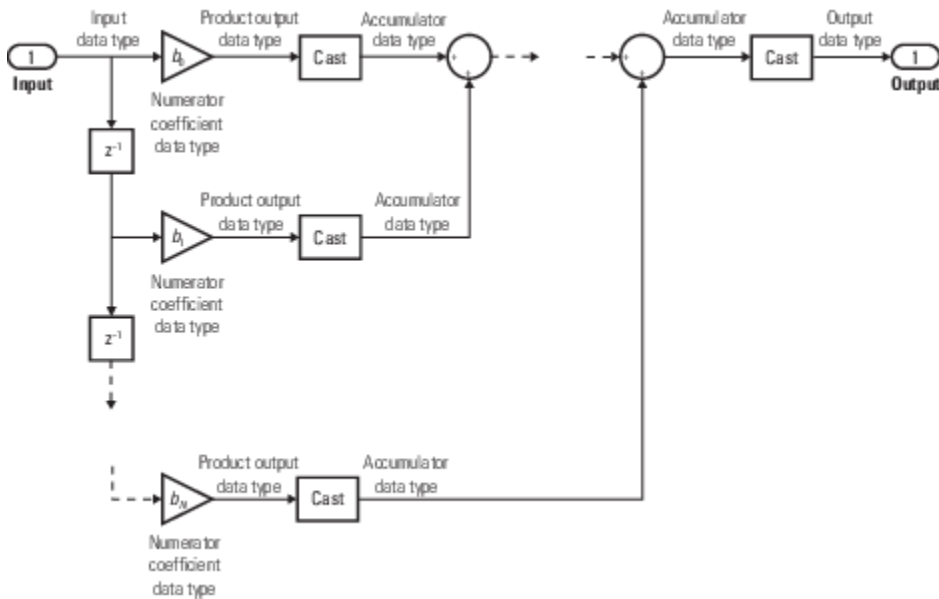 Input
data type
Product output
data type
Accumulator
data type
Accumulator
data type
Output
data type
1
Input
b0
Cast
+
+
+
+
Cast
1
Output
Numerator
coefficient
data type
z-1
Product output
data type
Accumulator
data type
b1
Cast
Numerator
coefficient
data type
z-1
Product output
data type
Accumulator
data type
bN
Cast
Numerator
coefficient
data type